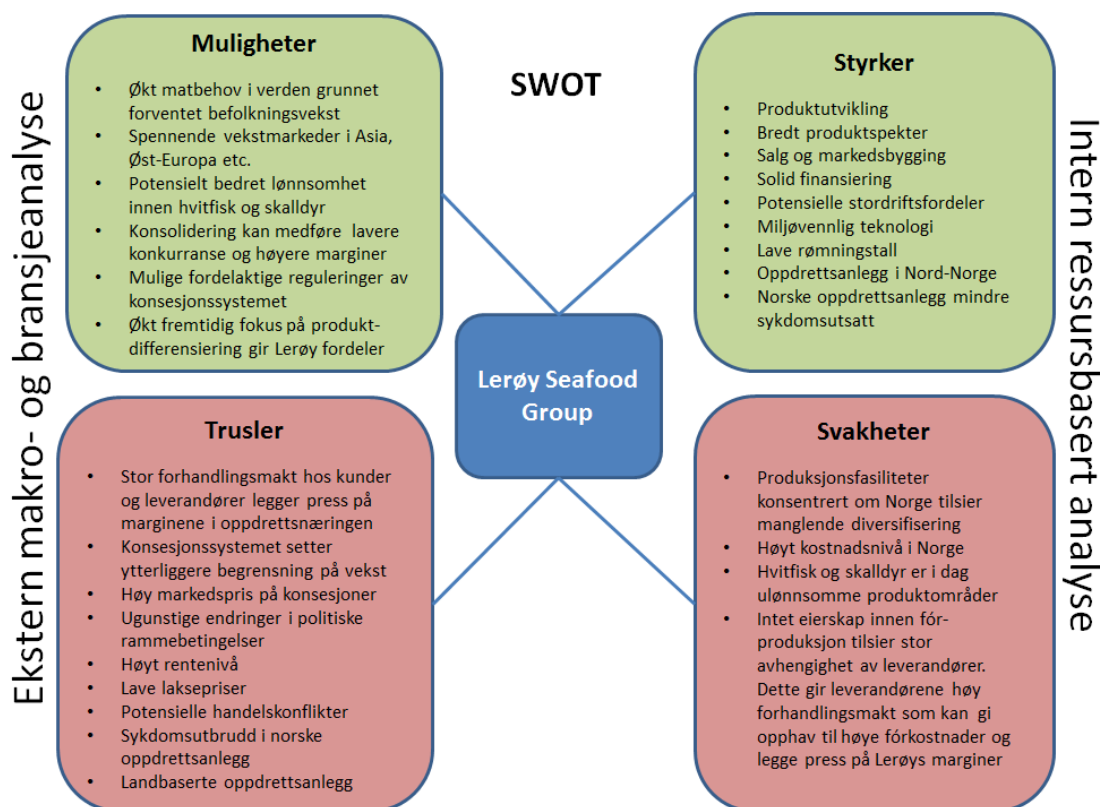 Ekstern makro- og bransjeanalyse
Muligheter
• Økt matbehov i verden grunnet
forventet befolkningsvekst
• Spennende vekstmarkeder i Asia,
Øst-Europa etc.
• Potensielt bedret lønnsomhet
innen hvitfisk og skalldyr
• Konsolidering kan medføre lavere
konkurranse og høyere marginer
• Mulige fordelaktige reguleringer av
konsesjonssystemet
• Økt fremtidig fokus på produkt-
differensiering gir Lerøy fordeler
SWOT
Styrker
• Produktutvikling
• Bredt produktspekter
• Salg og markedsbygging
• Solid finansiering
• Potensielle stordriftsfordeler
• Miljøvennlig teknologi
• Lave rømningstall
• Oppdrettsanlegg i Nord-Norge
• Norske oppdrettsanlegg mindre
sykdomsutsatt
Intern ressursbasert analyse
Lerøy Seafood
Group
Trusler
• Stor forhandlingsmakt hos kunder
og leverandører legger press på
marginene i oppdrettsnæringen
• Konsesjonssystemet setter
ytterliggere begrensning på vekst
• Høy markedspris på konsesjoner
• Ugunstige endringer i politiske
rammebetingelser
• Høyt rentenivå
• Lave laksepriser
• Potensielle handelskonflikter
• Sykdomsutbrudd i norske
oppdrettsanlegg
• Landbaserte oppdrettsanlegg
Svakheter
• Produksjonsfasiliteter
konsentrert om Norge tilsier
manglende diversifisering
• Høyt kostnadsnivå i Norge
• Hvitfisk og skalldyr er i dag
ulønnsomme produktområder
• Intet eierskap innen fór-
produksjon tilsier stor
avhengighet av leverandører.
Dette gir leverandørene høy
forhandlingsmakt som kan gi
opphav til høye fórkostnader og
legge press på Lerøys marginer